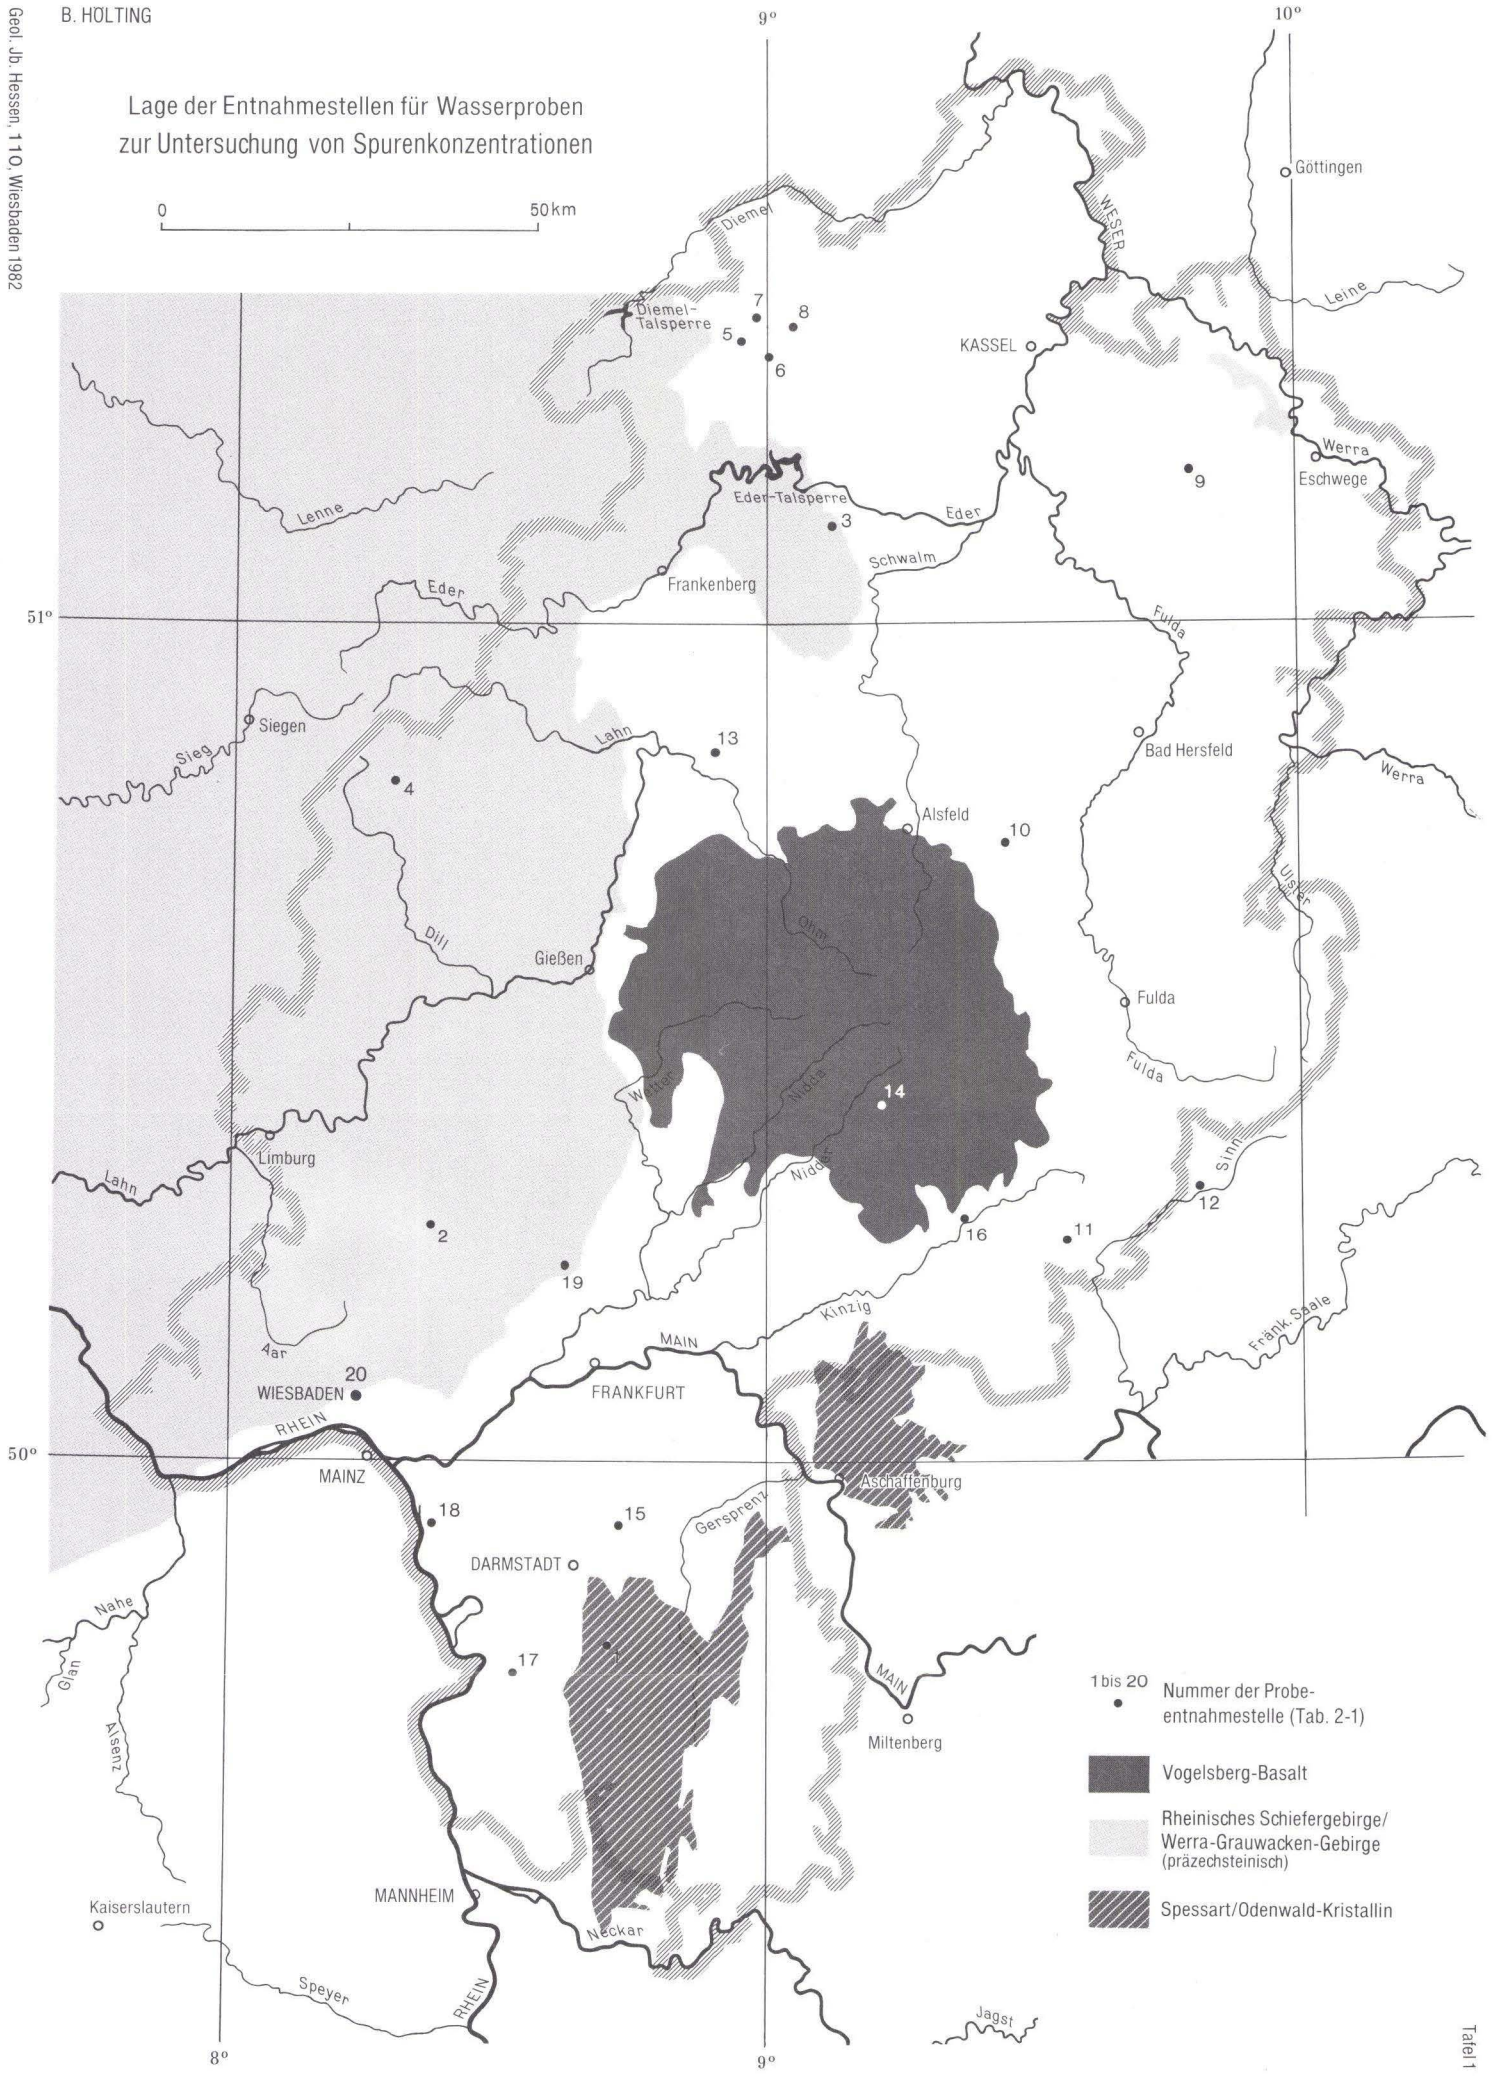 B. HÖLTING
Geol. Jb. Hessen, 110, Wiesbaden 1982
9°
10°
Lage der Entnahmestellen für Wasserproben
zur Untersuchung von Spurenkonzentrationen
0
50 km
Göttingen
Diemel
WESER
Leine
Diemel-
Talsperre
7
8
5
6
KASSEL
Werra
Eschwege
9
Lenne
Eder-Talsperre
3
Eder
Schwalm
Frankenberg
Eder
51°
Fulda
Siegen
Sieg
Lahn
13
Bad Hersfeld
Werra
4
Alsfeld
10
Ulster
Ohm
Dill
Gießen
Fulda
Fulda
Wetter
Nidda
14
Limburg
Lahn
Nidder
Sinn
12
2
16
11
19
Kinzig
Fränk. Saale
Aar
MAIN
20
WIESBADEN
FRANKFURT
RHEIN
50°
MAINZ
Aschaffenburg
18
15
Gersprenz
DARMSTADT
Nahe
Glan
1
17
MAIN
Alsenz
Miltenberg
1 bis 20
Nummer der Probe-
entnahmestelle (Tab. 2-1)
Vogelsberg-Basalt
Rheinisches Schiefergebirge/
Werra-Grauwacken-Gebirge
(präzechsteinisch)
Spessart/Odenwald-Kristallin
MANNHEIM
Kaiserslautern
Neckar
Speyer
RHEIN
Jagst
8°
9°
Tafel 1